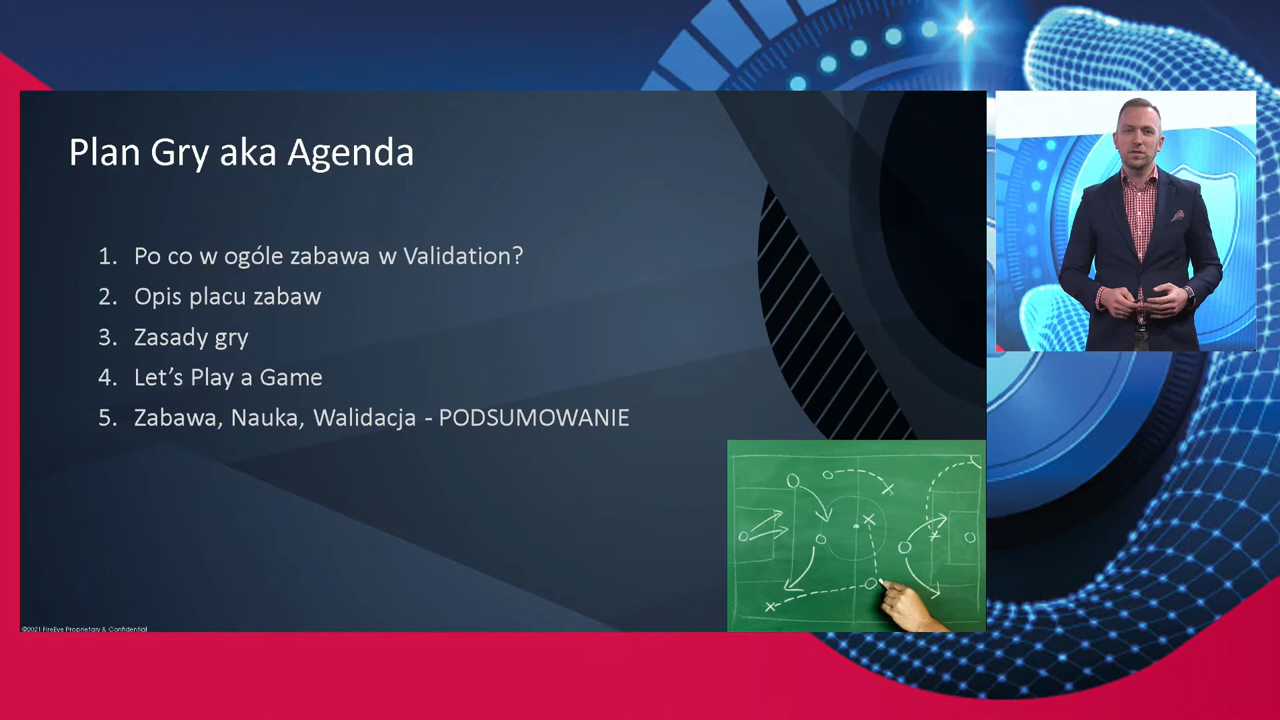 Plan Gry aka Agenda
1. Po co w ogóle zabawa w Validation?
2. Opis placu zabaw
3. Zasady gry
4. Let's Play a Game
5. Zabawa, Nauka, Walidacja - PODSUMOWANIE
©2021 FireEye Proprietary & Confidential